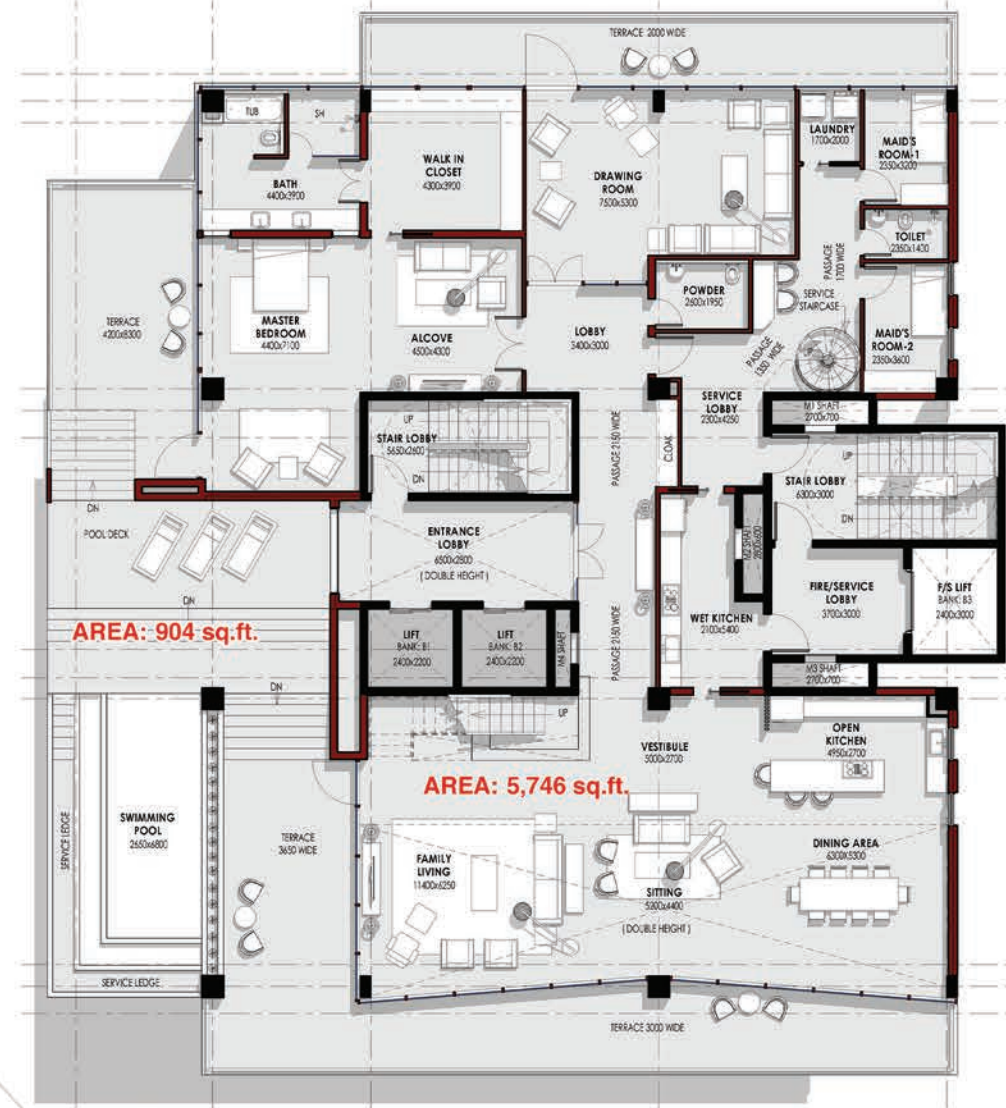 TERRACE 2000 WIDE
TUB
SH
BATH
4400x3900
WALK IN
CLOSET
4300x3900
DRAWING
ROOM
7500x5300
LAUNDRY
1700x2000
MAID'S
ROOM-1
2350x3200
TOILET
2350x1400
PASSAGE
1700 WIDE
POWDER
2600x1950
SERVICE
STAIRCASE
TERRACE
4200x8300
MASTER
BEDROOM
4400x7100
ALCOVE
4500x4300
LOBBY
3400x3000
PASSAGE
1350 WIDE
MAID'S
ROOM-2
2350x3600
SERVICE
LOBBY
2300x4250
M1 SHAFT
2700x700
UP
STAIR LOBBY
5650x2600
DN
PASSAGE 2150 WIDE
CLOAK
UP
STAIR LOBBY
6300x3000
DN
DN
POOL DECK
ENTRANCE
LOBBY
6500x2800
( DOUBLE HEIGHT )
M2 SHAFT
2800x600
DN
FIRE/SERVICE
LOBBY
3700x3000
F/S LIFT
BANK: B3
2400x3000
AREA: 904 sq.ft.
LIFT
BANK: B1
2400x2200
LIFT
BANK: B2
2400x2200
M4 SHAFT
PASSAGE 2150 WIDE
WET KITCHEN
2100x5400
M3 SHAFT
2700x700
DN
UP
VESTIBULE
5000x2700
OPEN
KITCHEN
4950x2700
AREA: 5,746 sq.ft.
SERVICE LEDGE
SWIMMING
POOL
2650x6800
TERRACE
3650 WIDE
FAMILY
LIVING
11400x6250
SITTING
5200x4400
( DOUBLE HEIGHT )
DINING AREA
6300x5300
SERVICE LEDGE
TERRACE 3000 WIDE